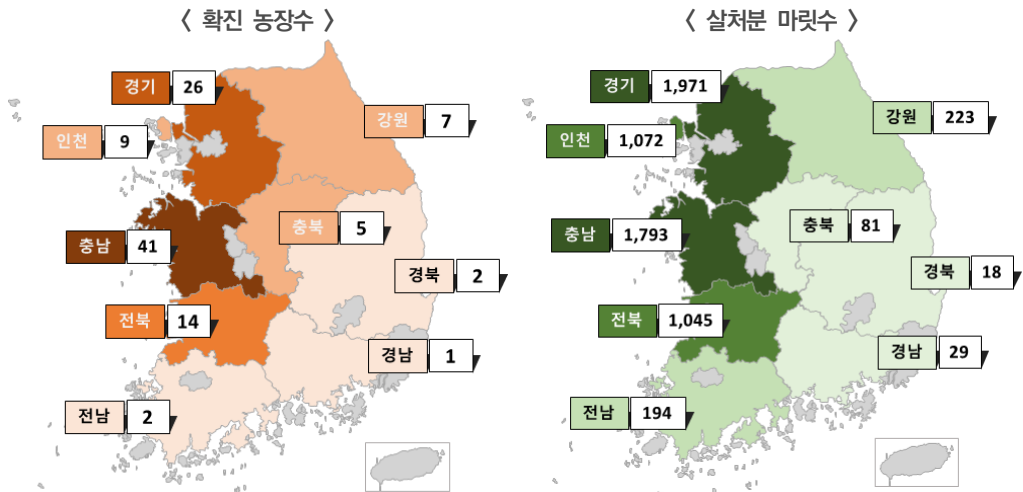 < 확진 농장수 >
경기 26
강원 7
인천 9
충북 5
충남 41
경북 2
전북 14
경남 1
전남 2
< 살처분 마릿수 >
경기 1,971
강원 223
인천 1,072
충북 81
충남 1,793
경북 18
전북 1,045
경남 29
전남 194